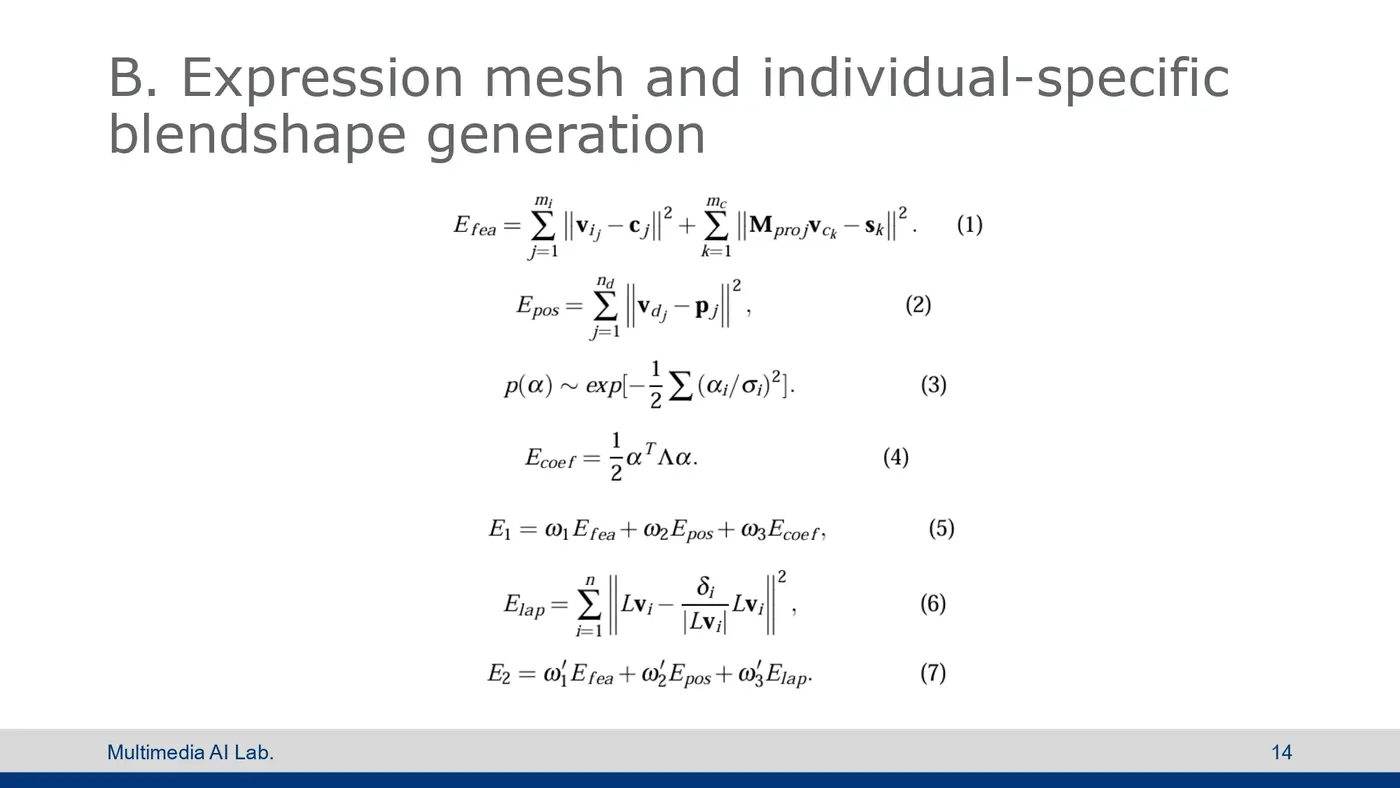 B. Expression mesh and individual-specific
blendshape generation
$E_{fea} = \sum_{j=1}^{m_i} \left\| \mathbf{v}_{i_j} - \mathbf{c}_j \right\|^2 + \sum_{k=1}^{m_c} \left\| \mathbf{M}_{proj} \mathbf{v}_{c_k} - \mathbf{s}_k \right\|^2 .$ (1)
$E_{pos} = \sum_{j=1}^{n_d} \left\| \mathbf{v}_{d_j} - \mathbf{p}_j \right\|^2 ,$ (2)
$p(\alpha) \sim exp[-\frac{1}{2} \sum (\alpha_i / \sigma_i)^2].$ (3)
$E_{coef} = \frac{1}{2} \alpha^T \Lambda \alpha.$ (4)
$E_1 = \omega_1 E_{fea} + \omega_2 E_{pos} + \omega_3 E_{coef},$ (5)
$E_{lap} = \sum_{i=1}^{n} \left\| L\mathbf{v}_i - \frac{\delta_i}{|L\mathbf{v}_i|} L\mathbf{v}_i \right\|^2 ,$ (6)
$E_2 = \omega_1' E_{fea} + \omega_2' E_{pos} + \omega_3' E_{lap}.$ (7)
Multimedia AI Lab.
14